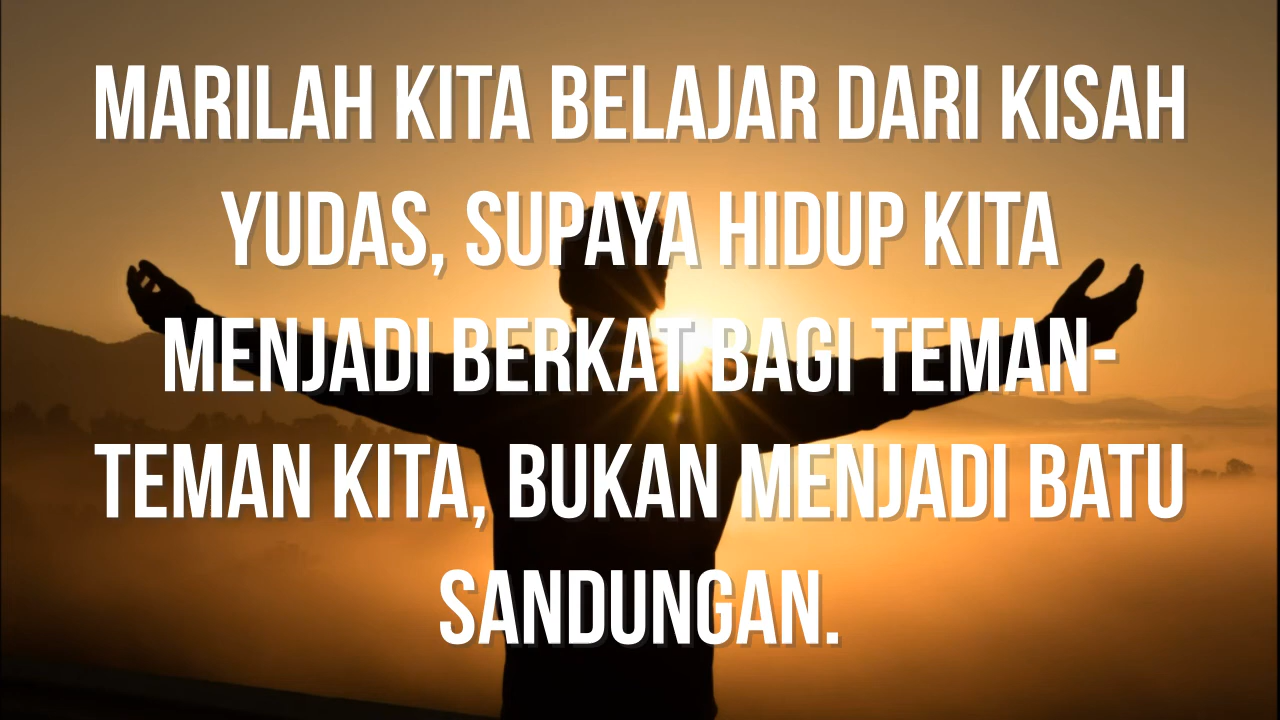 MARILAH KITA BELAJAR DARI KISAH
YUDAS, SUPAYA HIDUP KITA
MENJADI BERKAT BAGI TEMAN-
TEMAN KITA, BUKAN MENJADI BATU
SANDUNGAN.